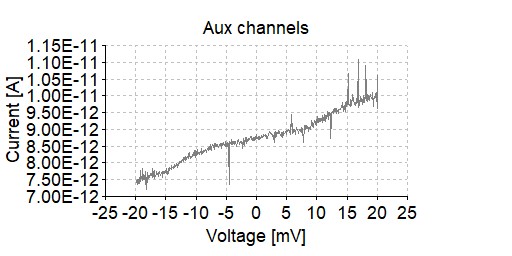 Aux channels
1.15E-11
1.10E-11
1.05E-11
1.00E-11
9.50E-12
9.00E-12
8.50E-12
8.00E-12
7.50E-12
7.00E-12
Current [A]
-25 -20 -15 -10 -5 0 5 10 15 20 25
Voltage [mV]